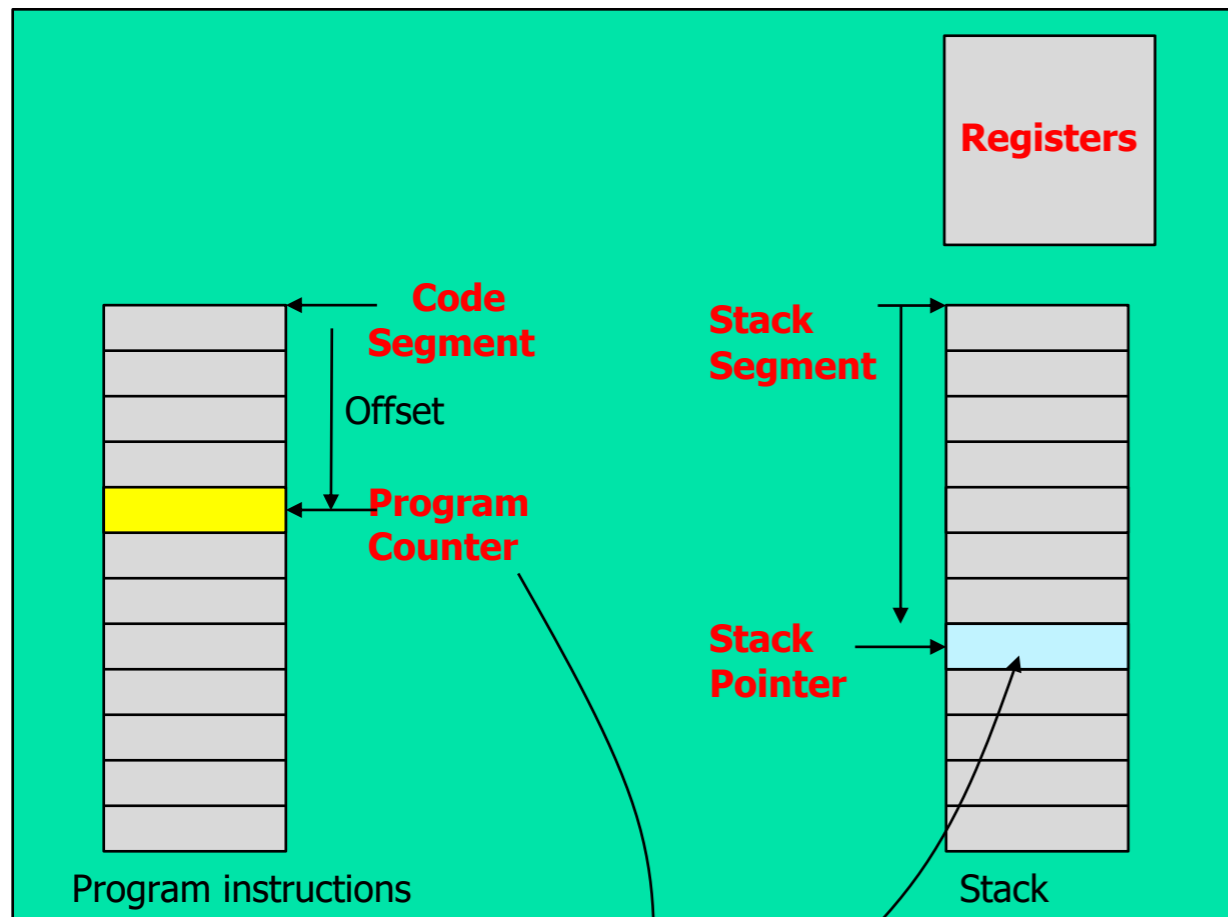 Registers
Code
Segment
Offset
Program
Counter
Program instructions
Stack
Segment
Stack
Pointer
Stack